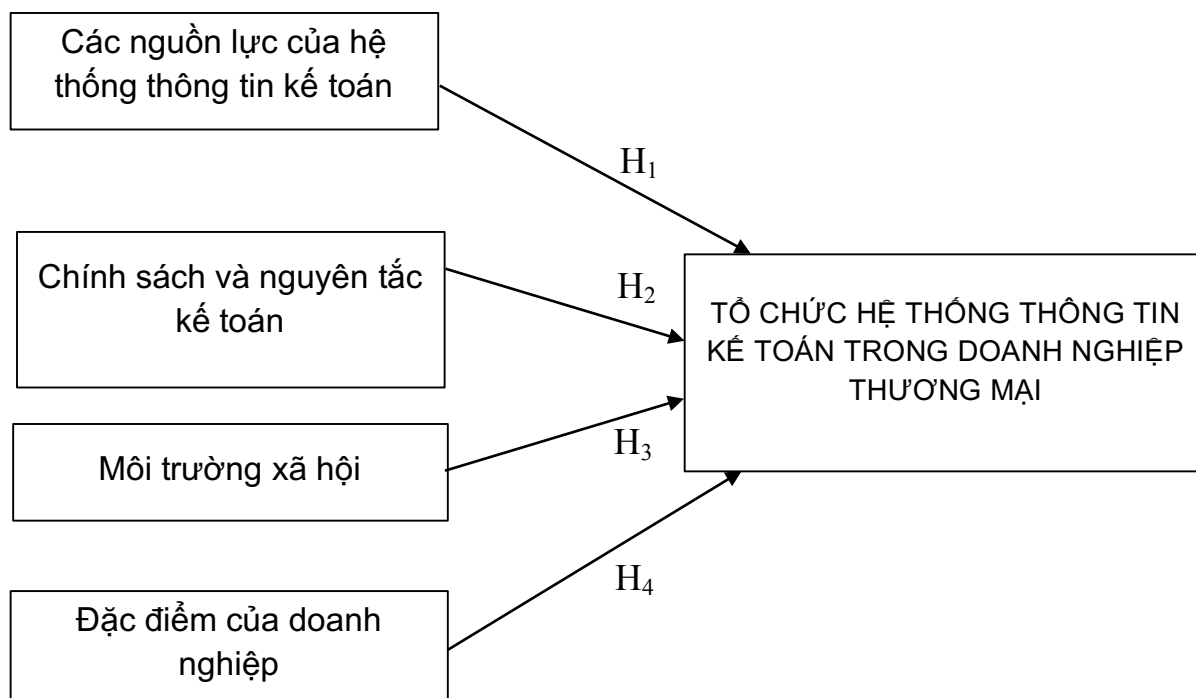 Các nguồn lực của hệ
thống thông tin kế toán
H₁
Chính sách và nguyên tắc
kế toán
H₂
TỔ CHỨC HỆ THỐNG THÔNG TIN
KẾ TOÁN TRONG DOANH NGHIỆP
THƯƠNG MẠI
Môi trường xã hội
H₃
Đặc điểm của doanh
nghiệp
H₄